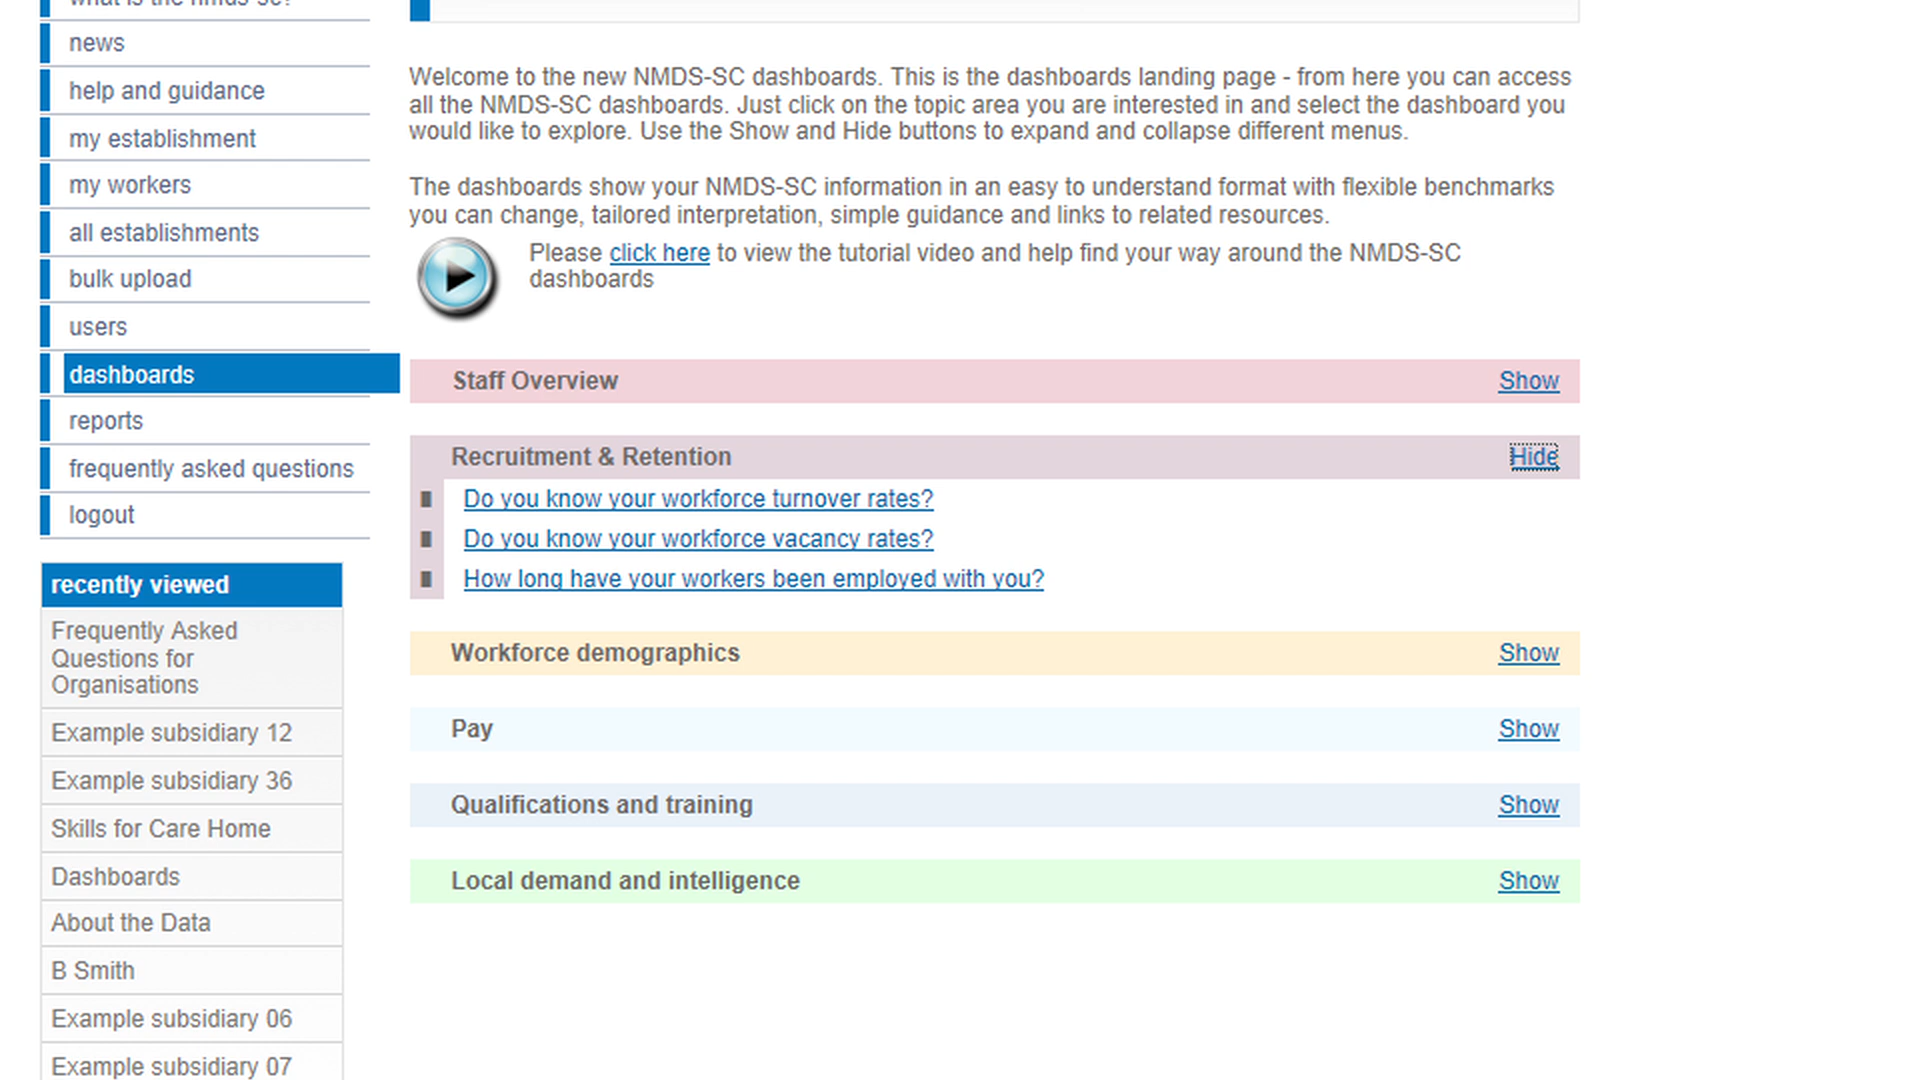 what is the nmds-sc?
news
help and guidance
my establishment
my workers
all establishments
bulk upload
users
dashboards
reports
frequently asked questions
logout
recently viewed
Frequently Asked
Questions for
Organisations
Example subsidiary 12
Example subsidiary 36
Skills for Care Home
Dashboards
About the Data
B Smith
Example subsidiary 06
Example subsidiary 07
Welcome to the new NMDS-SC dashboards. This is the dashboards landing page - from here you can access
all the NMDS-SC dashboards. Just click on the topic area you are interested in and select the dashboard you
would like to explore. Use the Show and Hide buttons to expand and collapse different menus.
The dashboards show your NMDS-SC information in an easy to understand format with flexible benchmarks
you can change, tailored interpretation, simple guidance and links to related resources.
Please click here to view the tutorial video and help find your way around the NMDS-SC
dashboards
Staff Overview Show
Recruitment & Retention Hide
Do you know your workforce turnover rates?
Do you know your workforce vacancy rates?
How long have your workers been employed with you?
Workforce demographics Show
Pay Show
Qualifications and training Show
Local demand and intelligence Show